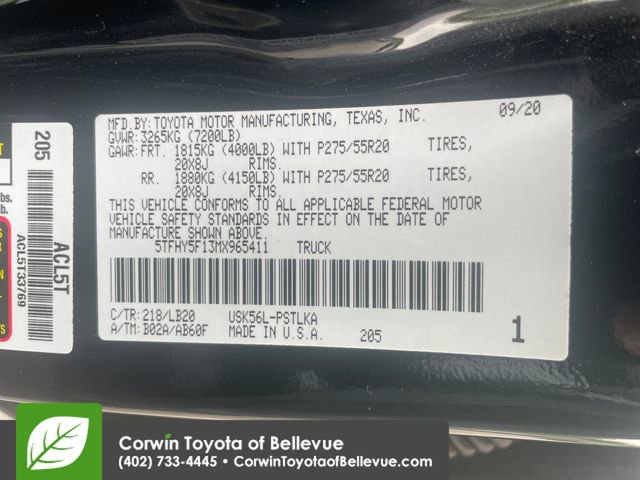 MFD.BY:TOYOTA MOTOR MANUFACTURING, TEXAS, INC. 09/20
GVWR: 3265KG (7200LB)
GAWR:FRT. 1815KG (4000LB) WITH P275/55R20 TIRES,
20X8J RIMS.
RR. 1880KG (4150LB) WITH P275/55R20 TIRES,
20X8J RIMS.
THIS VEHICLE CONFORMS TO ALL APPLICABLE FEDERAL MOTOR
VEHICLE SAFETY STANDARDS IN EFFECT ON THE DATE OF
MANUFACTURE SHOWN ABOVE.
5TFHY5F13MX965411 TRUCK
C/TR:218/LB20 USK56L-PSTLKA
A/TM:B02A/AB60F MADE IN U.S.A. 205 1
205
ACL5T
ACL5T33769
bs.
b.
Corwin Toyota of Bellevue
(402) 733-4445 • CorwinToyotaofBellevue.com